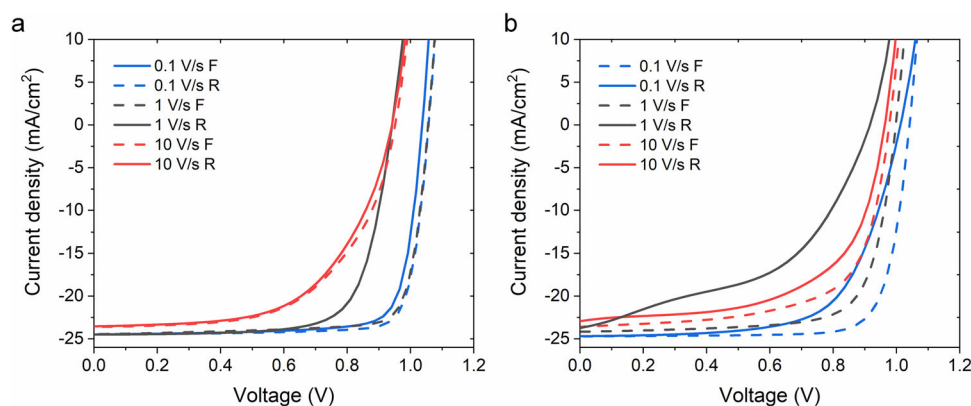 a
Current density (mA/cm²)
10
5
0
-5
-10
-15
-20
-25
0.1 V/s F
0.1 V/s R
1 V/s F
1 V/s R
10 V/s F
10 V/s R
0.0 0.2 0.4 0.6 0.8 1.0 1.2
Voltage (V)
b
Current density (mA/cm²)
10
5
0
-5
-10
-15
-20
-25
0.1 V/s F
0.1 V/s R
1 V/s F
1 V/s R
10 V/s F
10 V/s R
0.0 0.2 0.4 0.6 0.8 1.0 1.2
Voltage (V)